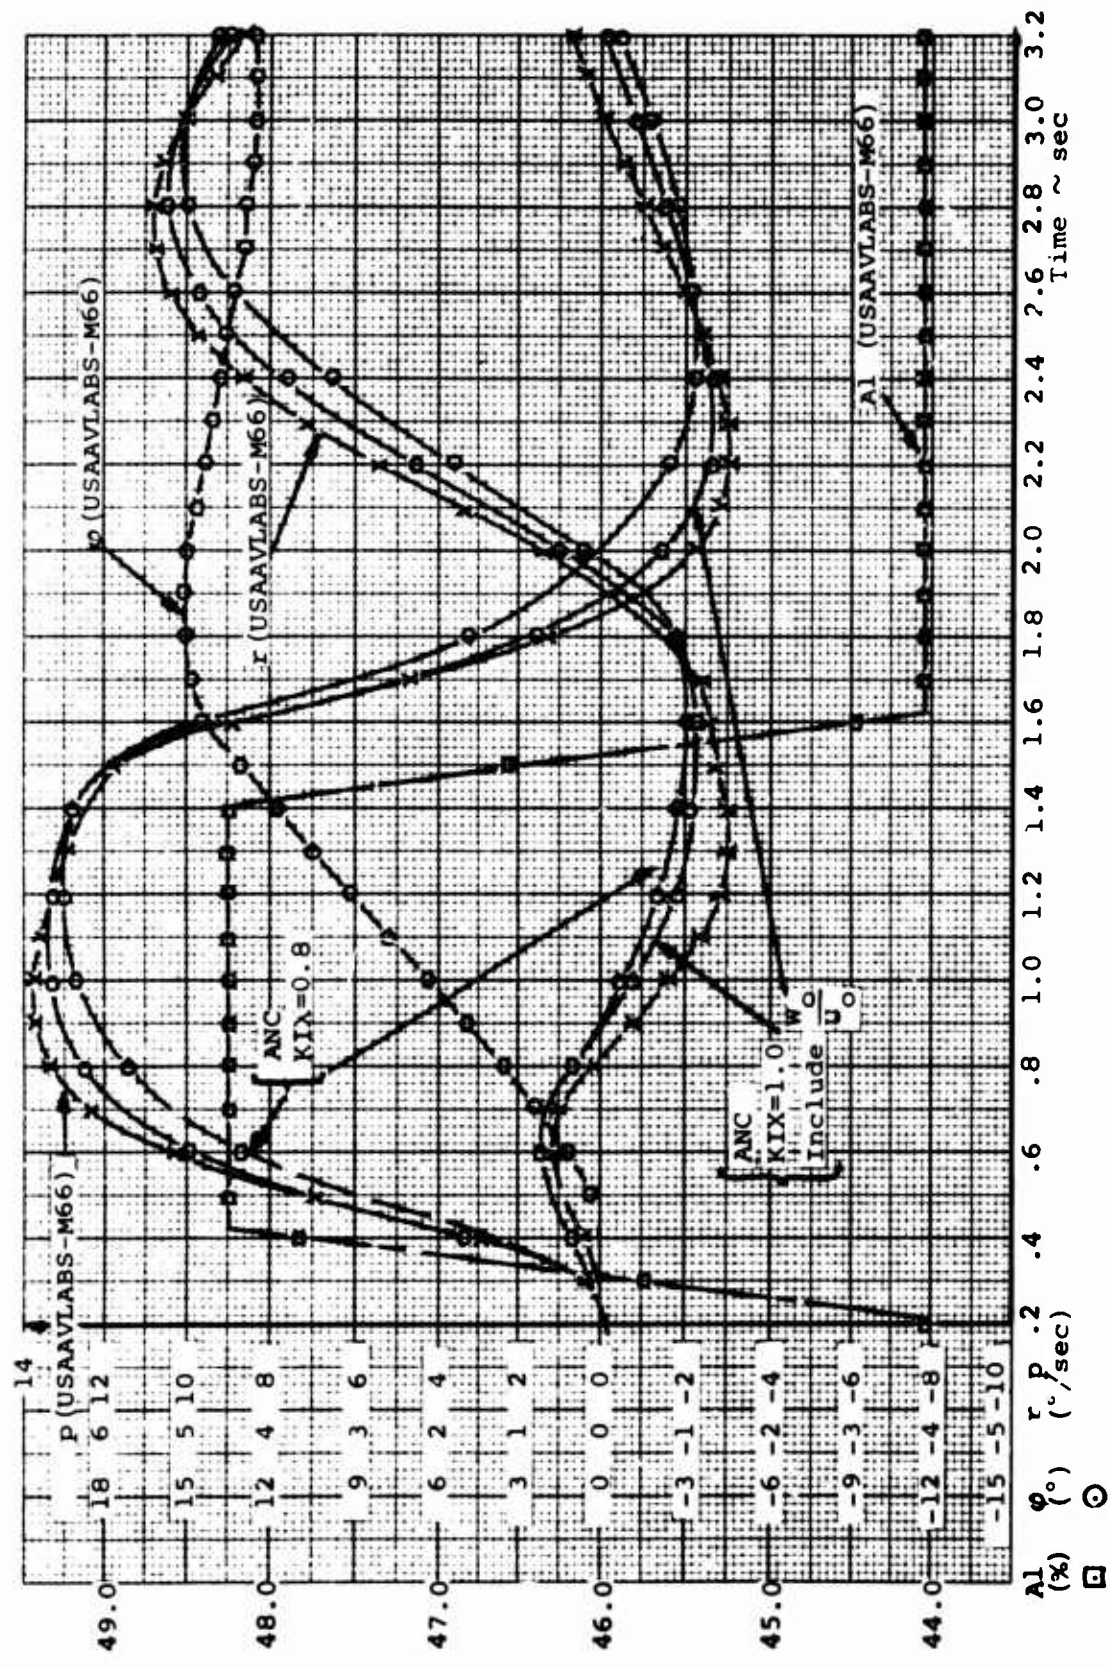 14
49.0 18 6 12
15 5 10
48.0 12 4 8
9 3 6
47.0 6 2 4
3 1 2
46.0 0 0 0
-3 -1 -2
45.0 -6 -2 -4
-9 -3 -6
44.0 -12 -4 -8
-15 -5 -10
Al φ r p
(%) (°) (°/sec)
.2 .4 .6 .8 1.0 1.2 1.4 1.6 1.8 2.0 2.2 2.4 2.6 2.8 3.0 3.2
Time ~ sec
p (USAAVLABS-M66)
φ (USAAVLABS-M66)
r (USAAVLABS-M66)
Al (USAAVLABS-M66)
ANC
KIX=0.8
ANC
KIX=1.0
Include w₀/u₀